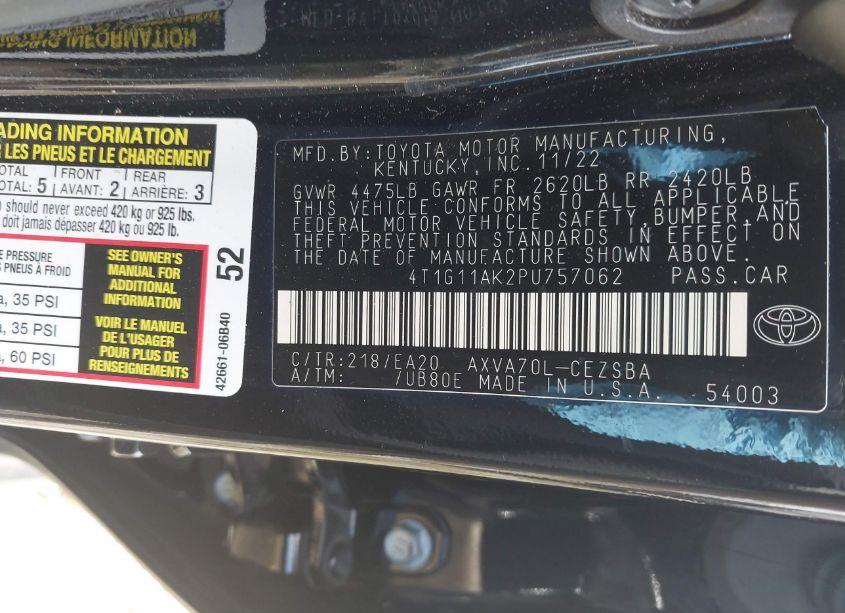 ADING INFORMATION
R LES PNEUS ET LE CHARGEMENT
TOTAL FRONT REAR
TOTAL: 5 AVANT: 2 ARRIÈRE: 3
should never exceed 420 kg or 925 lbs.
doit jamais dépasser 420 kg ou 925 lb.
PRESSURE
PNEUS À FROID
35 PSI
35 PSI
60 PSI
SEE OWNER'S
MANUAL FOR
ADDITIONAL
INFORMATION
VOIR LE MANUEL
DE L'USAGER
POUR PLUS DE
RENSEIGNEMENTS
52
42661-06B40
MFD.BY:TOYOTA MOTOR MANUFACTURING,
KENTUCKY, INC. 11/22
GVWR 4475LB GAWR FR 2620LB RR 2420LB
THIS VEHICLE CONFORMS TO ALL APPLICABLE
FEDERAL MOTOR VEHICLE SAFETY, BUMPER, AND
THEFT PREVENTION STANDARDS IN EFFECT ON
THE DATE OF MANUFACTURE SHOWN ABOVE.
4T1G11AK2PU757062 PASS.CAR
C/TR:218/EA20 AXVA70L-CEZSBA
A/TM: /UB80E MADE IN U.S.A. 54003